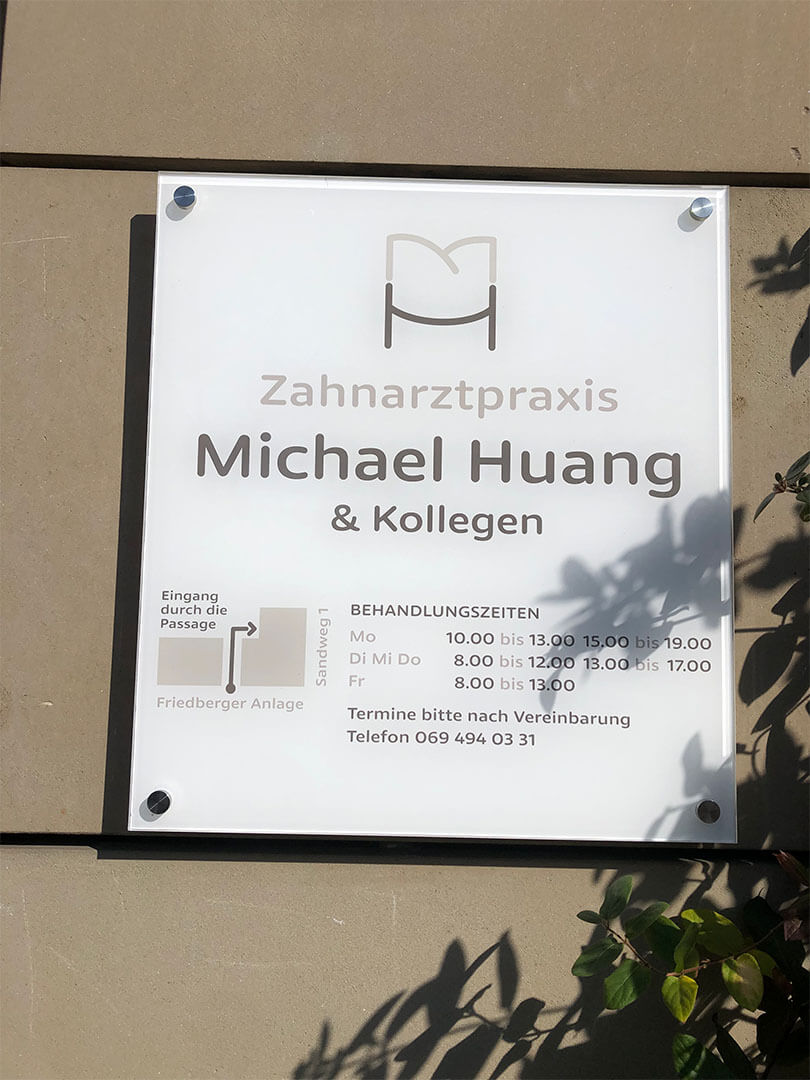 Zahnarztpraxis
Michael Huang
& Kollegen
Eingang
durch die
Passage
Sandweg 1
Friedberger Anlage
BEHANDLUNGSZEITEN
Mo 10.00 bis 13.00 15.00 bis 19.00
Di Mi Do 8.00 bis 12.00 13.00 bis 17.00
Fr 8.00 bis 13.00
Termine bitte nach Vereinbarung
Telefon 069 494 03 31